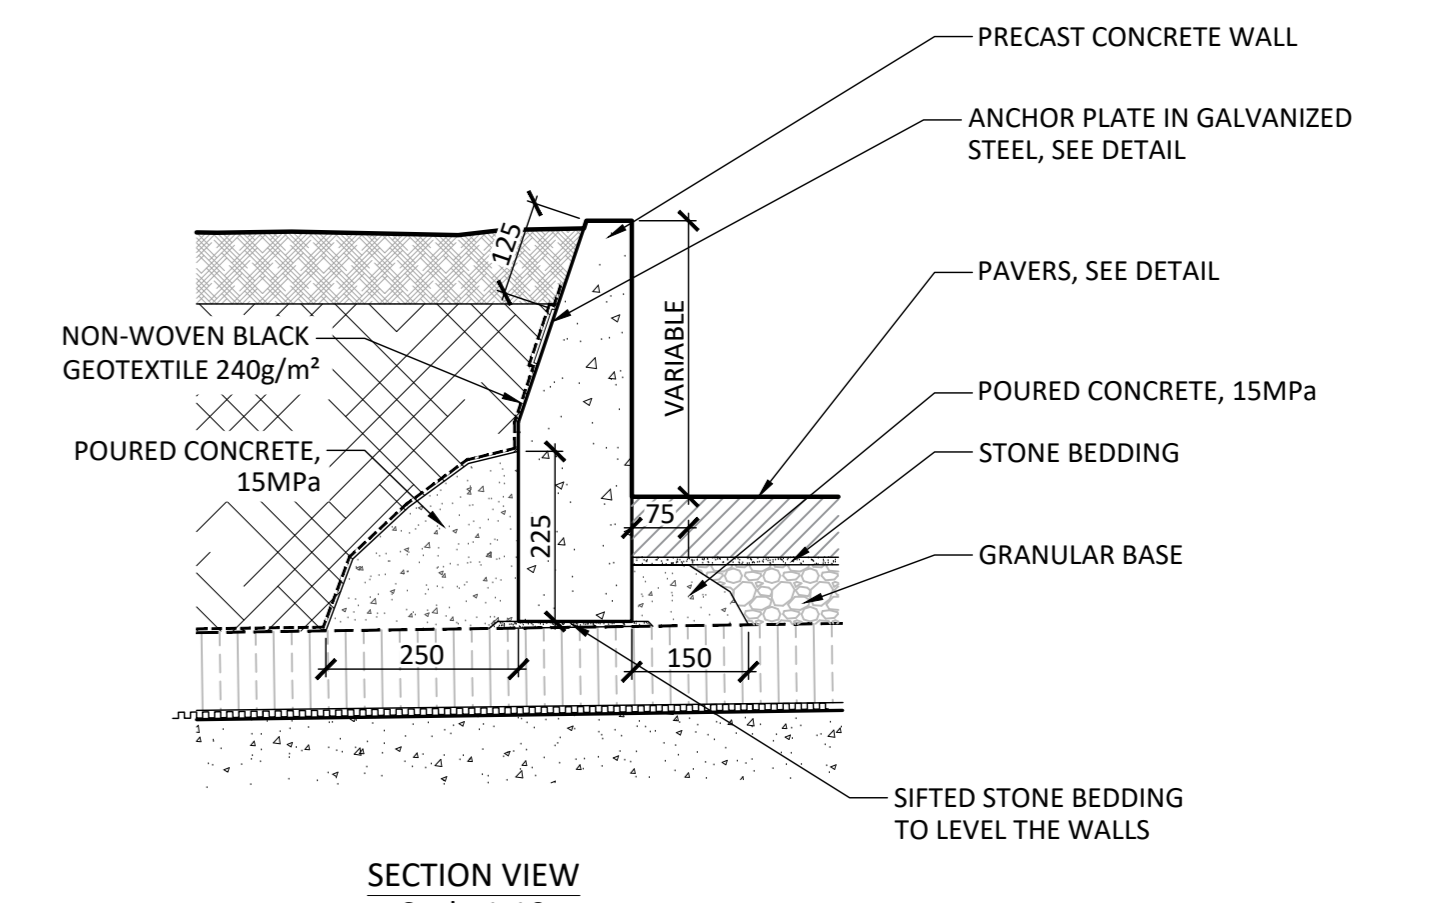 PRECAST CONCRETE WALL
ANCHOR PLATE IN GALVANIZED
STEEL, SEE DETAIL
125
PAVERS, SEE DETAIL
NON-WOVEN BLACK
GEOTEXTILE 240g/m²
VARIABLE
POURED CONCRETE, 15MPa
POURED CONCRETE,
15MPa
STONE BEDDING
75
225
GRANULAR BASE
250
150
SIFTED STONE BEDDING
TO LEVEL THE WALLS
SECTION VIEW